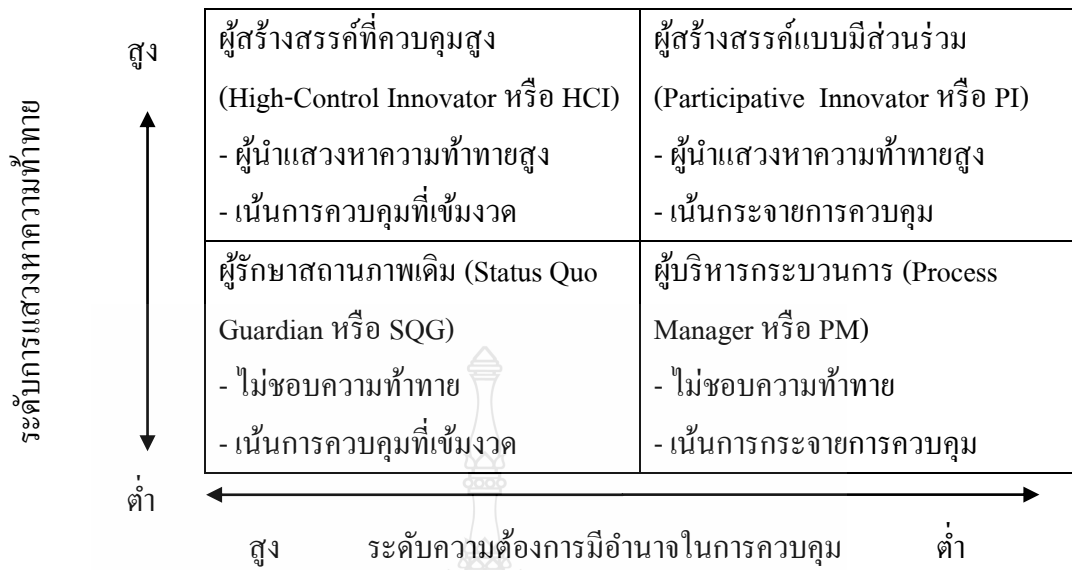 สูง
ระดับการแสวงหาความท้าทาย
ต่ำ
ผู้สร้างสรรค์ที่ควบคุมสูง
(High-Control Innovator หรือ HCI)
- ผู้นำแสวงหาความท้าทายสูง
- เน้นการควบคุมที่เข้มงวด
ผู้สร้างสรรค์แบบมีส่วนร่วม
(Participative Innovator หรือ PI)
- ผู้นำแสวงหาความท้าทายสูง
- เน้นกระจายการควบคุม
ผู้รักษาสถานภาพเดิม (Status Quo
Guardian หรือ SQG)
- ไม่ชอบความท้าทาย
- เน้นการควบคุมที่เข้มงวด
ผู้บริหารกระบวนการ (Process
Manager หรือ PM)
- ไม่ชอบความท้าทาย
- เน้นการกระจายการควบคุม
สูง ระดับความต้องการมีอำนาจในการควบคุม ต่ำ